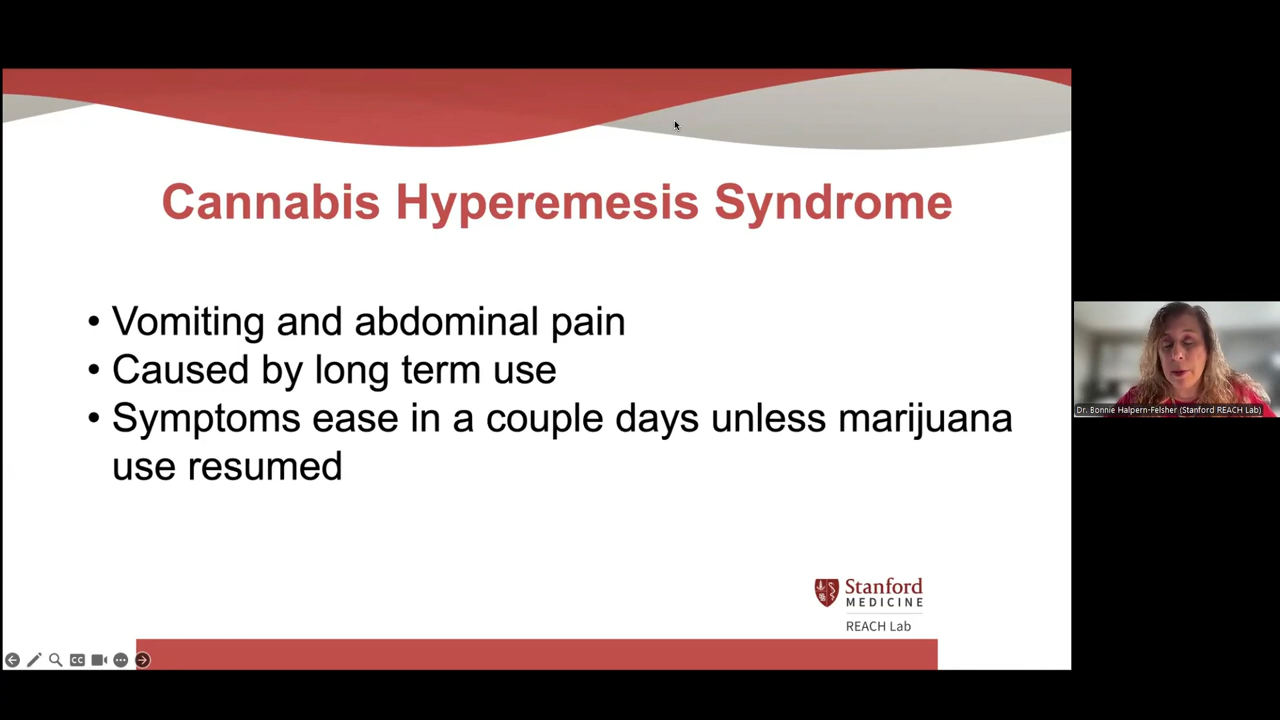 Cannabis Hyperemesis Syndrome
• Vomiting and abdominal pain
• Caused by long term use
• Symptoms ease in a couple days unless marijuana
use resumed
Stanford
MEDICINE
REACH Lab
Dr. Bonnie Halpern-Felsher (Stanford REACH Lab)
CC